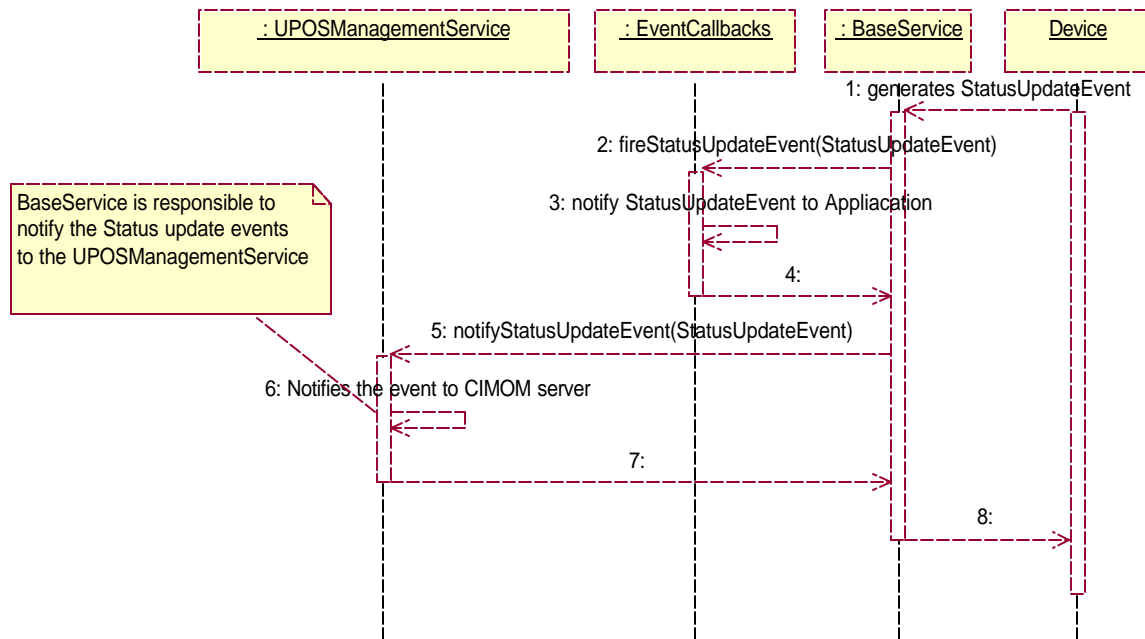 : UPOSManagementService
: EventCallbacks
: BaseService
Device
1: generates StatusUpdateEvent
2: fireStatusUpdateEvent(StatusUpdateEvent)
3: notify StatusUpdateEvent to Appliacation
BaseService is responsible to
notify the Status update events
to the UPOSManagementService
4:
5: notifyStatusUpdateEvent(StatusUpdateEvent)
6: Notifies the event to CIMOM server
7:
8: